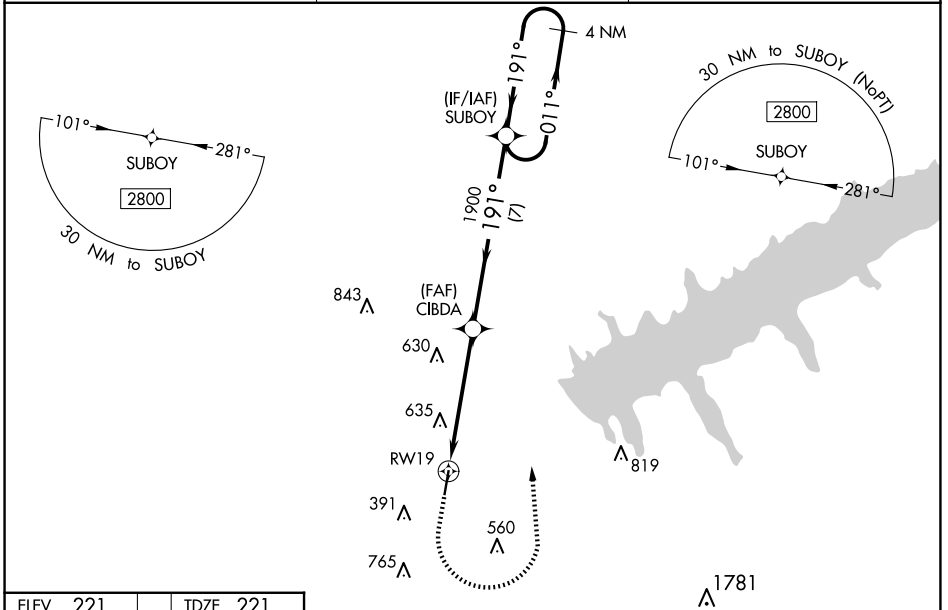 4 NM
191°
011°
(IF/IAF)
SUBOY
30 NM to SUBOY (NoPT)
2800
101°
SUBOY
281°
101°
SUBOY
281°
2800
30 NM to SUBOY
1900
191°
(7)
843
(FAF)
CIBDA
630
635
RW19
819
391
560
765
1781
ELEV 221 TDZE 221